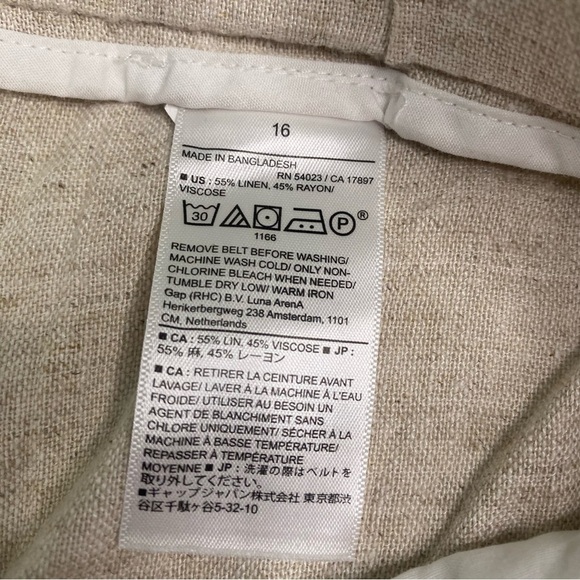 16
MADE IN BANGLADESH
RN 54023 / CA 17897
■ US : 55% LINEN, 45% RAYON/
VISCOSE
30 P ®
1166
REMOVE BELT BEFORE WASHING/
MACHINE WASH COLD/ ONLY NON-
CHLORINE BLEACH WHEN NEEDED/
TUMBLE DRY LOW/ WARM IRON
Gap (RHC) B.V. Luna ArenA
Herikerbergweg 238 Amsterdam, 1101
CM, Netherlands
■ CA : 55% LIN, 45% VISCOSE ■ JP :
55% 麻, 45% レーヨン
■ CA : RETIRER LA CEINTURE AVANT
LAVAGE/ LAVER À LA MACHINE À L'EAU
FROIDE/ UTILISER AU BESOIN UN
AGENT DE BLANCHIMENT SANS
CHLORE UNIQUEMENT/ SÉCHER À LA
MACHINE À BASSE TEMPÉRATURE/
REPASSER À TEMPÉRATURE
MOYENNE ■ JP : 洗濯の際はベルトを
取り外してください
■ギャップジャパン株式会社 東京都渋
谷区千駄ヶ谷5-32-10